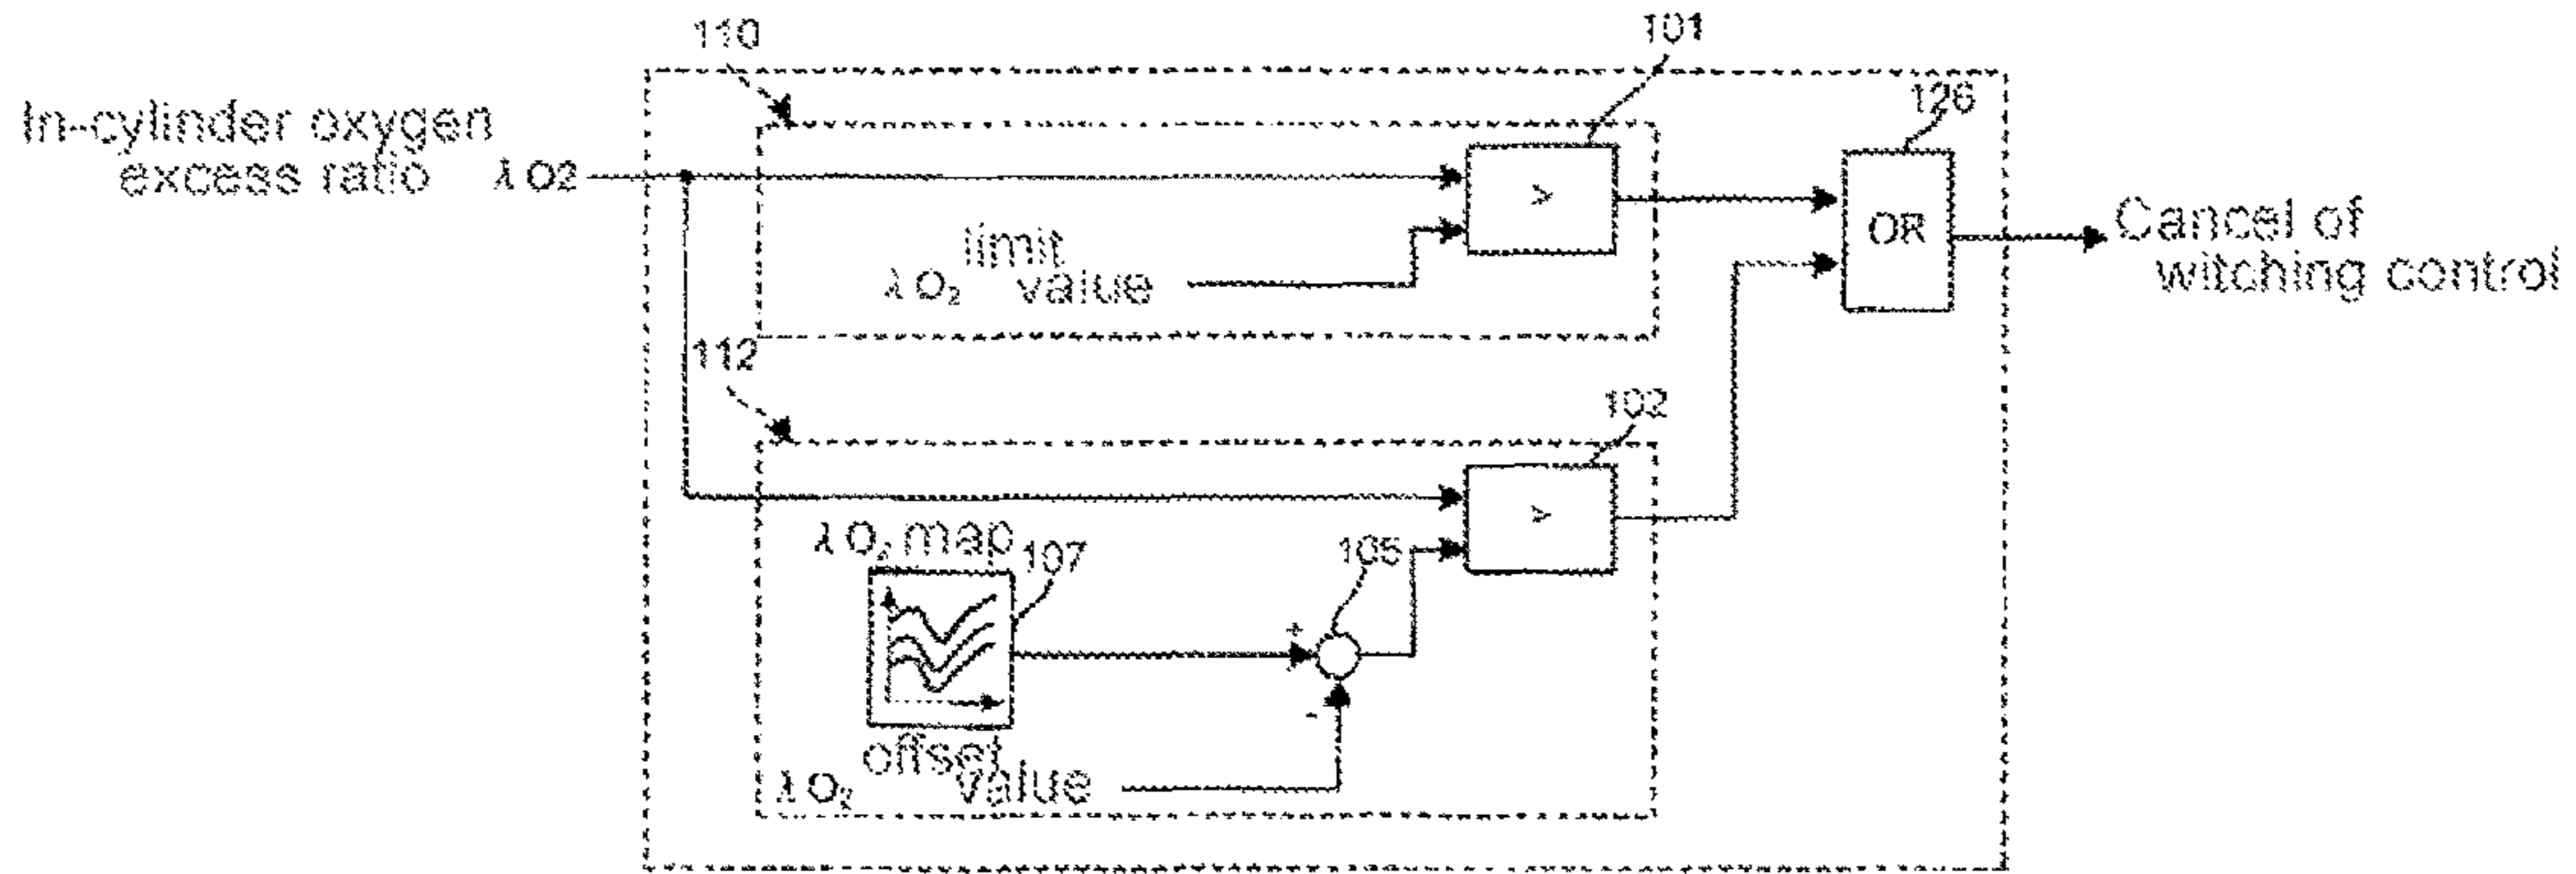 110
101
126
In-cylinder oxygen
excess ratio λO2
>
OR
limit
λO₂ value
Cancel of
witching control
112
102
>
λO₂ map
107
105
+
-
offset
λO₂ value